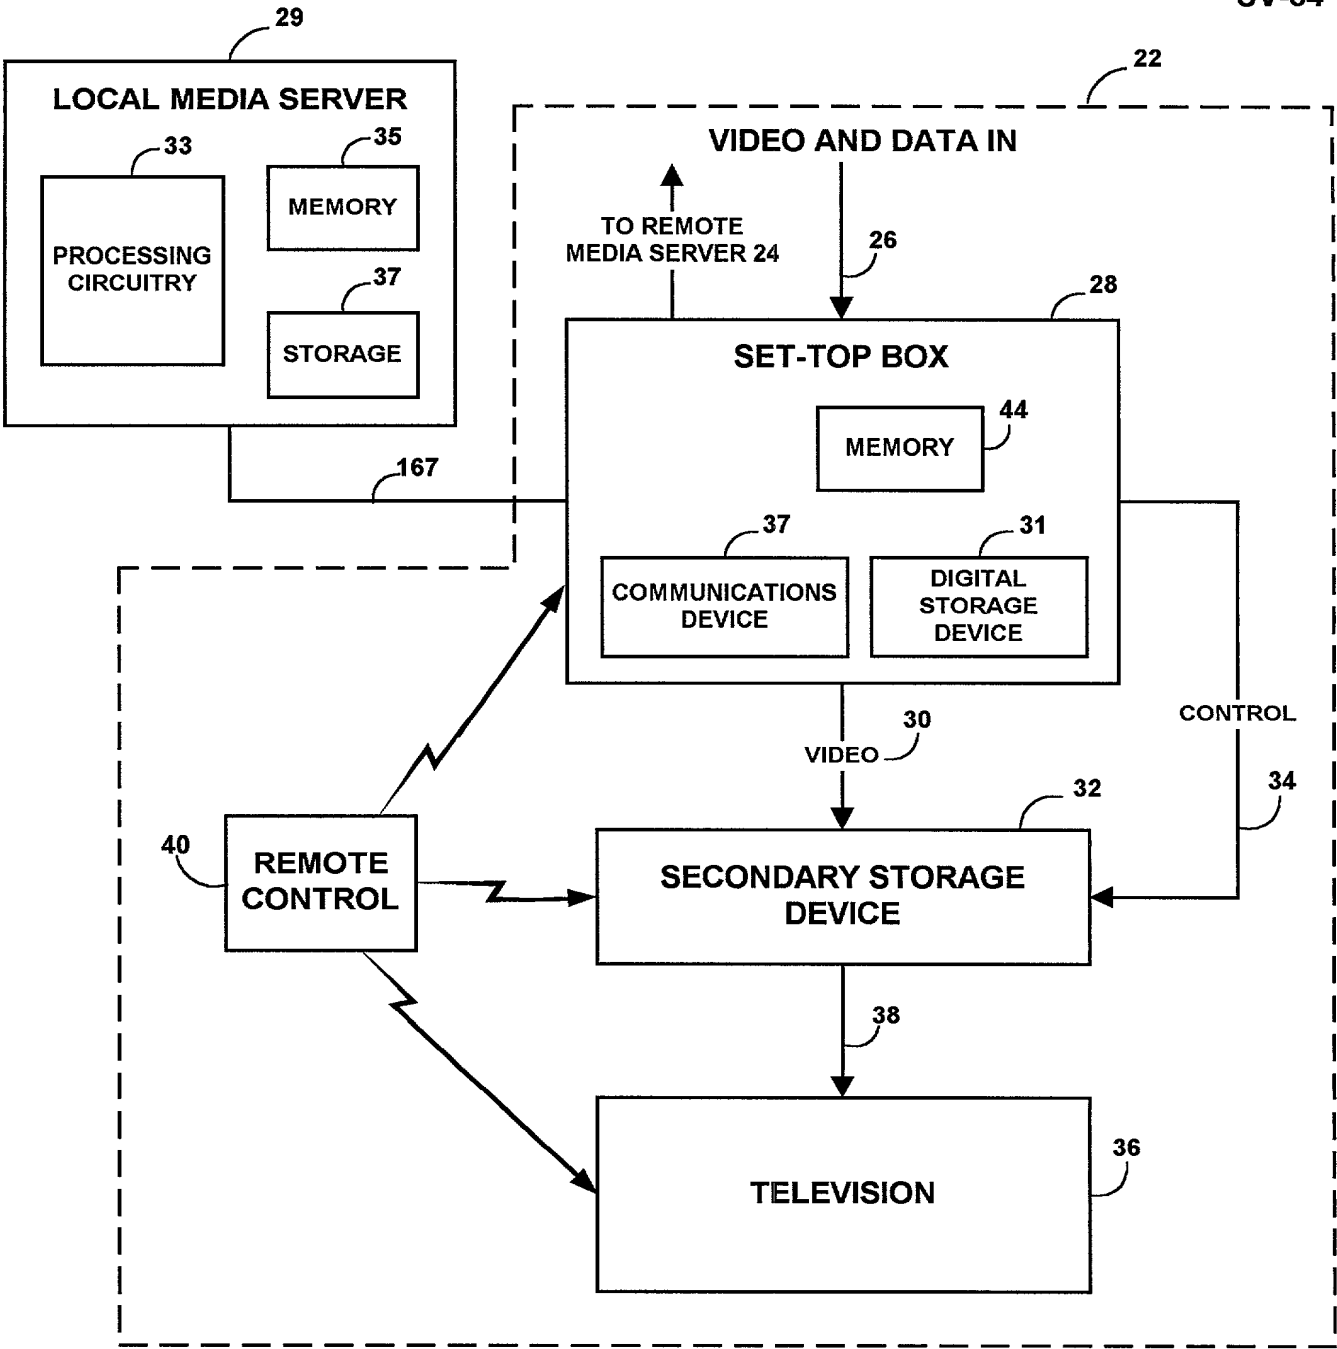 29
22
LOCAL MEDIA SERVER
33
35
MEMORY
PROCESSING
CIRCUITRY
37
STORAGE
VIDEO AND DATA IN
TO REMOTE
MEDIA SERVER 24
26
28
SET-TOP BOX
44
MEMORY
167
37
COMMUNICATIONS
DEVICE
31
DIGITAL
STORAGE
DEVICE
CONTROL
30
VIDEO
34
32
40
REMOTE
CONTROL
SECONDARY STORAGE
DEVICE
38
36
TELEVISION